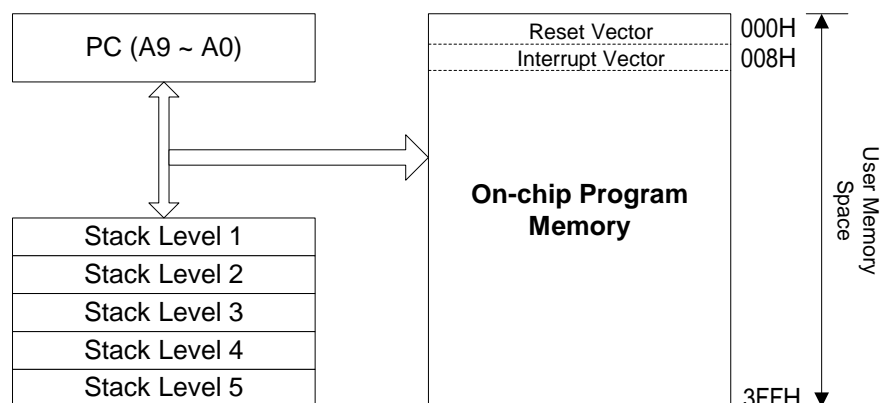 PC (A9 ~ A0)
Stack Level 1
Stack Level 2
Stack Level 3
Stack Level 4
Stack Level 5
Reset Vector
Interrupt Vector
On-chip Program
Memory
000H
008H
3FFH
User Memory
Space